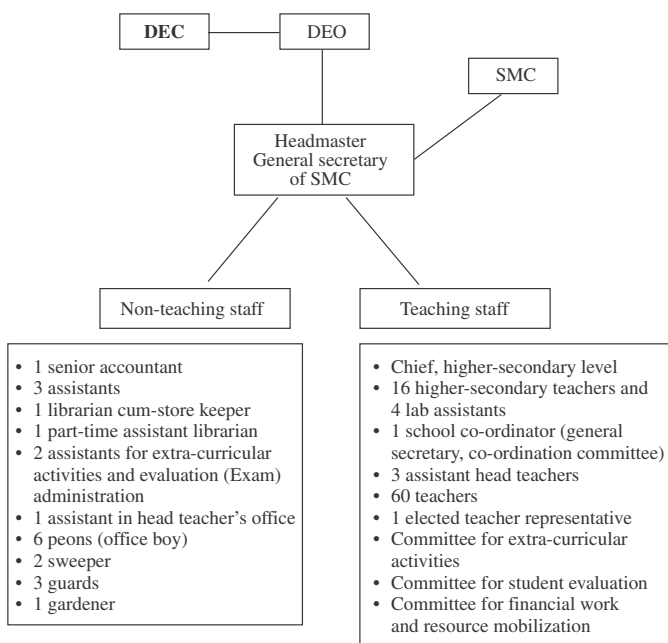 DEC
DEO
SMC
Headmaster
General secretary
of SMC
Non-teaching staff
Teaching staff
• 1 senior accountant
• 3 assistants
• 1 librarian cum-store keeper
• 1 part-time assistant librarian
• 2 assistants for extra-curricular
activities and evaluation (Exam)
administration
• 1 assistant in head teacher's office
• 6 peons (office boy)
• 2 sweeper
• 3 guards
• 1 gardener
• Chief, higher-secondary level
• 16 higher-secondary teachers and
4 lab assistants
• 1 school co-ordinator (general
secretary, co-ordination committee)
• 3 assistant head teachers
• 60 teachers
• 1 elected teacher representative
• Committee for extra-curricular
activities
• Committee for student evaluation
• Committee for financial work
and resource mobilization